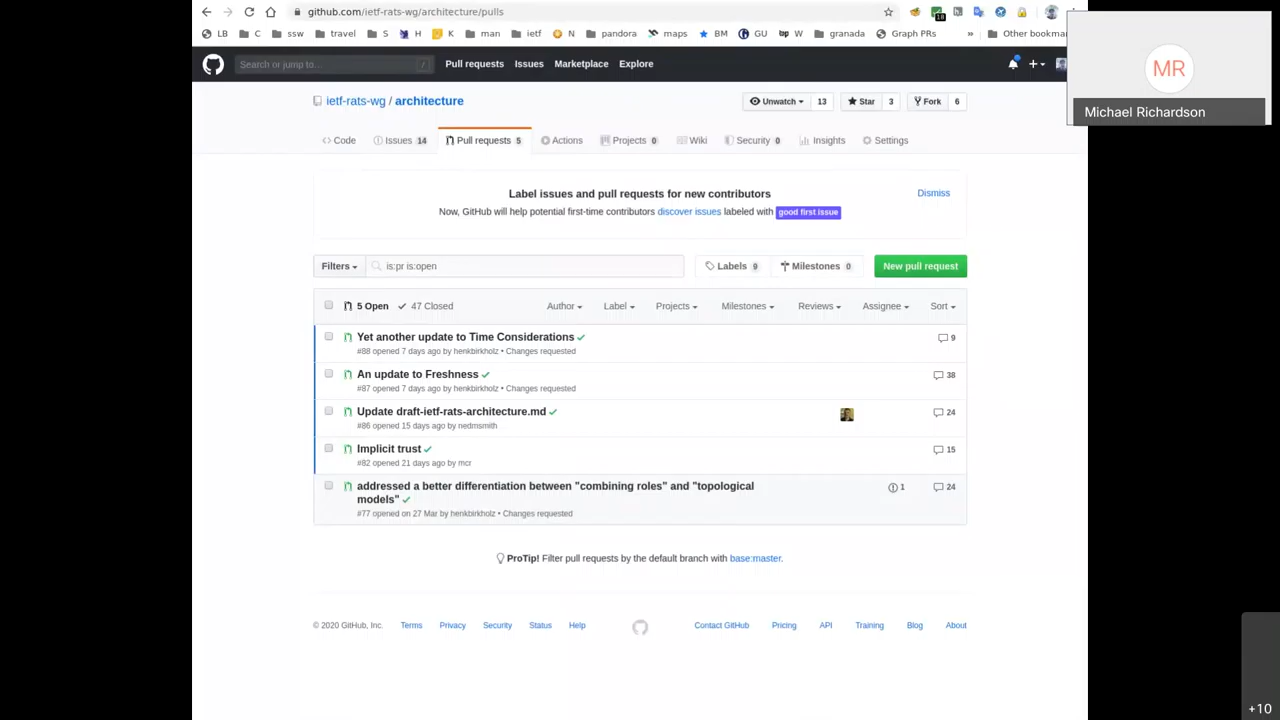 github.com/ietf-rats-wg/architecture/pulls
18
LB C ssw travel S H K man ietf N pandora maps BM GU W granada Graph PRs » Other bookmar
Search or jump to... / Pull requests Issues Marketplace Explore
ietf-rats-wg / architecture Unwatch 13 Star 3 Fork 6
Code Issues 14 Pull requests 5 Actions Projects 0 Wiki Security 0 Insights Settings
Label issues and pull requests for new contributors Dismiss
Now, GitHub will help potential first-time contributors discover issues labeled with good first issue
Filters is:pr is:open Labels 9 Milestones 0 New pull request
5 Open 47 Closed Author Label Projects Milestones Reviews Assignee Sort
Yet another update to Time Considerations 9
#88 opened 7 days ago by henkbirkholz • Changes requested
An update to Freshness 38
#87 opened 7 days ago by henkbirkholz • Changes requested
Update draft-ietf-rats-architecture.md 24
#86 opened 15 days ago by nedmsmith
Implicit trust 15
#82 opened 21 days ago by mcr
addressed a better differentiation between "combining roles" and "topological 1 24
models"
#77 opened on 27 Mar by henkbirkholz • Changes requested
ProTip! Filter pull requests by the default branch with base:master.
© 2020 GitHub, Inc. Terms Privacy Security Status Help Contact GitHub Pricing API Training Blog About
MR
Michael Richardson
+10